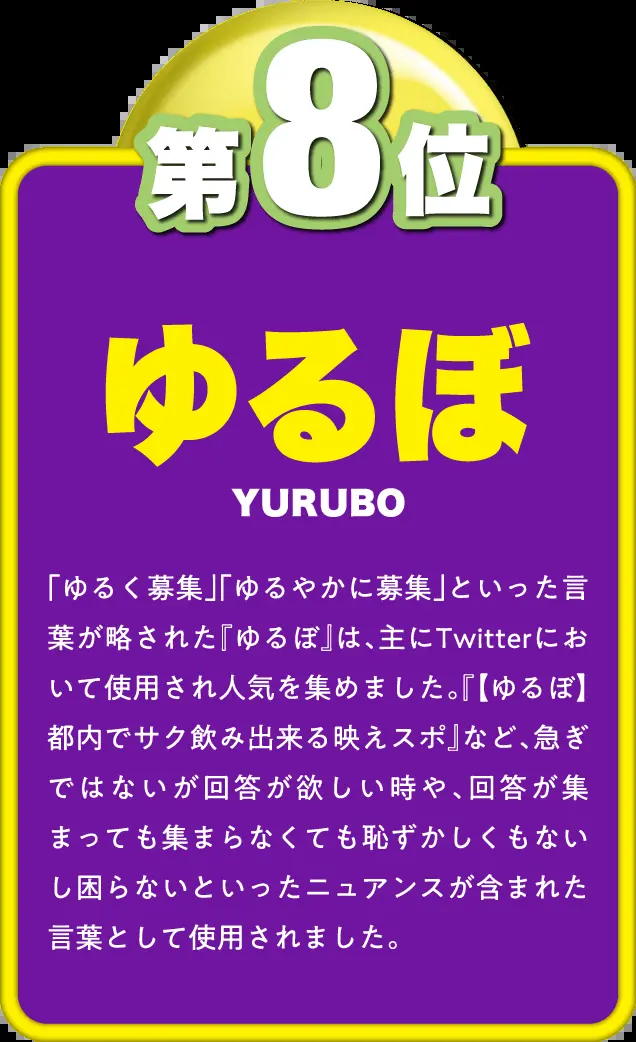 第8位
ゆるぼ
YURUBO
「ゆるく募集」「ゆるやかに募集」といった言
葉が略された『ゆるぼ』は、主にTwitterにお
いて使用され人気を集めました。『【ゆるぼ】
都内でサク飲み出来る映えスポ』など、急ぎ
ではないが回答が欲しい時や、回答が集
まっても集まらなくても恥ずかしくもない
し困らないといったニュアンスが含まれた
言葉として使用されました。